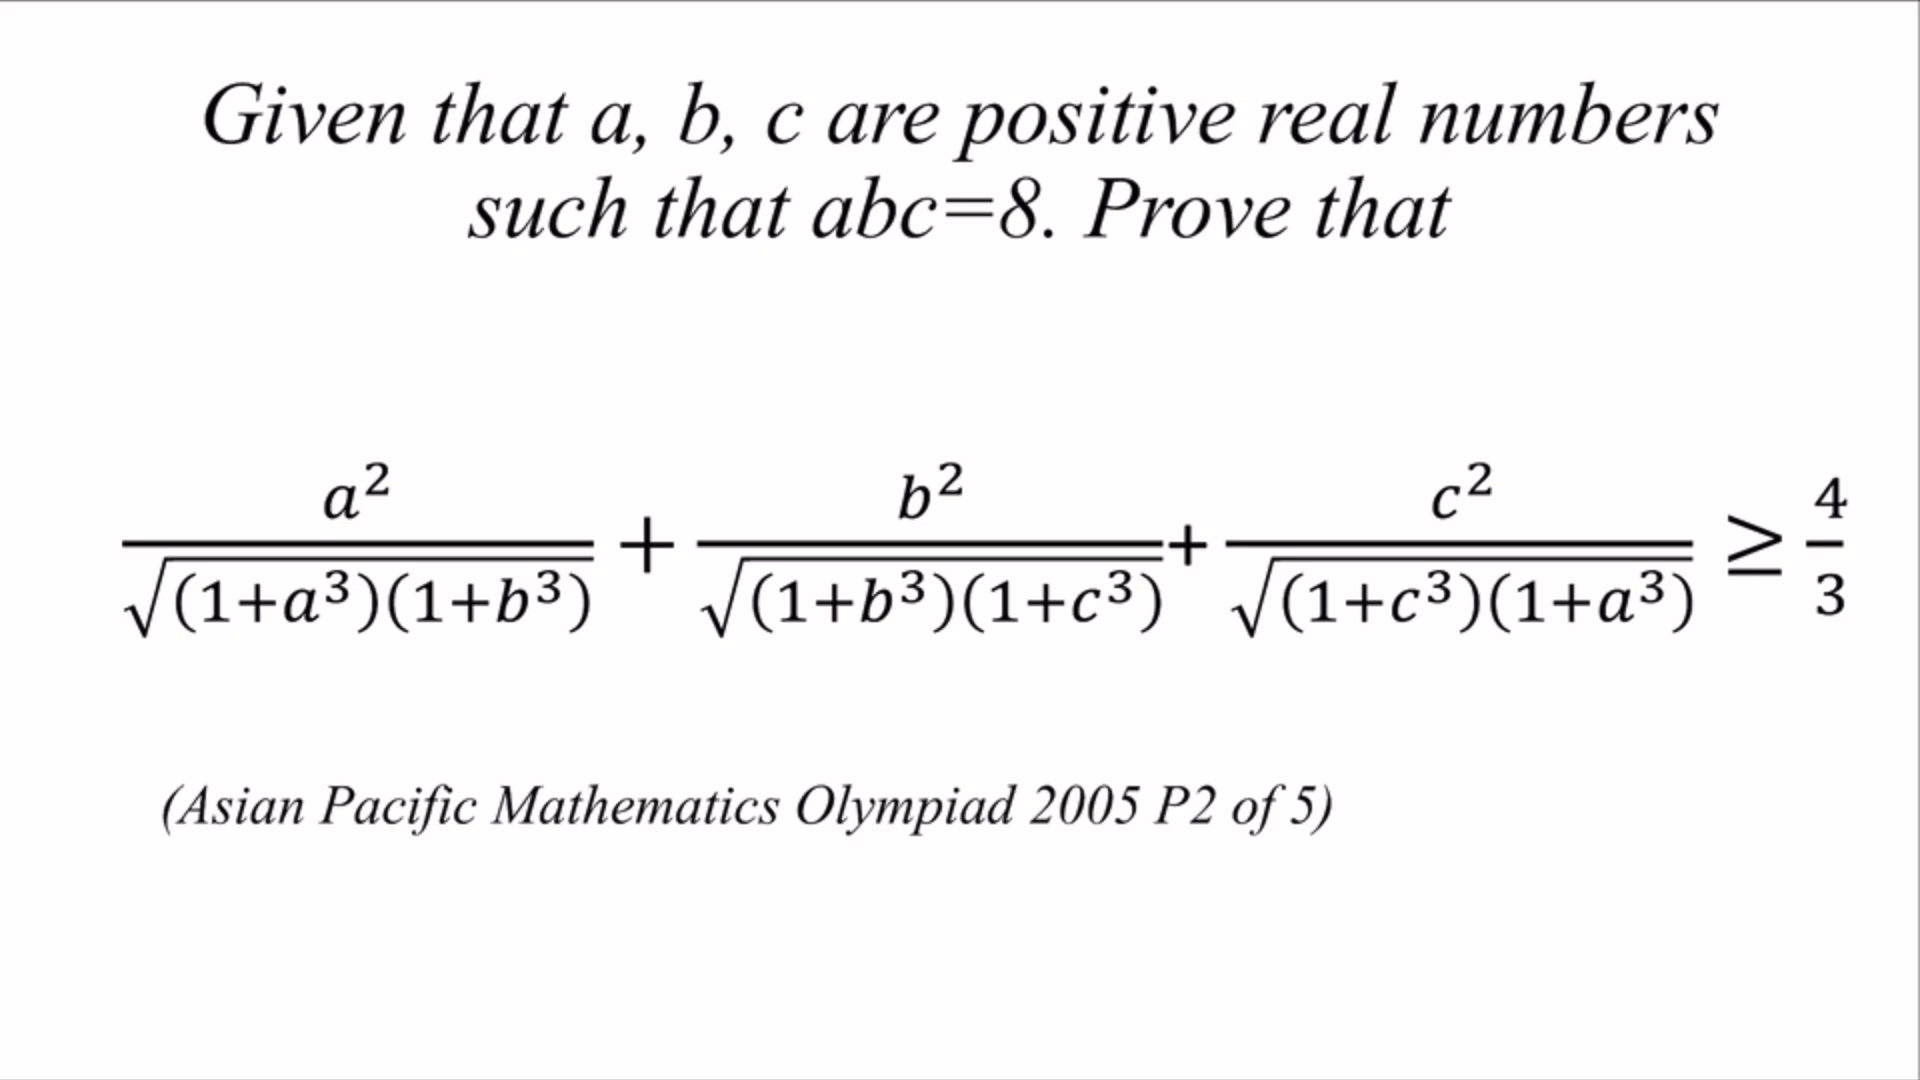 Given that a, b, c are positive real numbers
such that abc=8. Prove that
a²/√(1+a³)(1+b³) + b²/√(1+b³)(1+c³) + c²/√(1+c³)(1+a³) ≥ 4/3
(Asian Pacific Mathematics Olympiad 2005 P2 of 5)